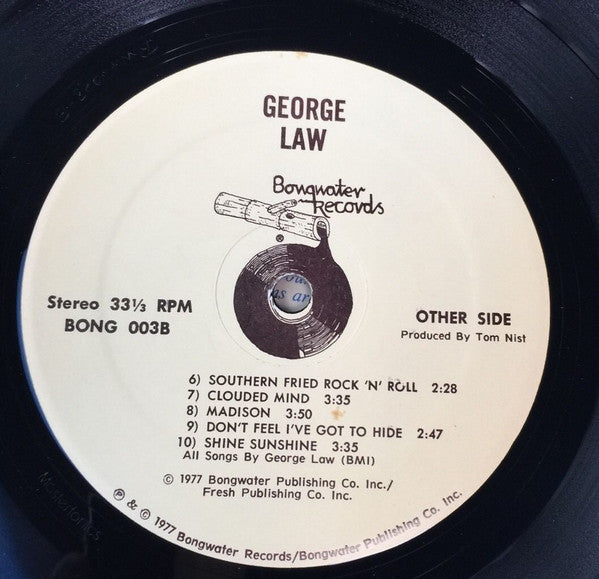 GEORGE
LAW
Bongwater
Records
®
Stereo 33⅓ RPM
BONG 003B
OTHER SIDE
Produced By Tom Nist
6) SOUTHERN FRIED ROCK 'N' ROLL 2:28
7) CLOUDED MIND 3:35
8) MADISON 3:50
9) DON'T FEEL I'VE GOT TO HIDE 2:47
10) SHINE SUNSHINE 3:35
All Songs By George Law (BMI)
© 1977 Bongwater Publishing Co. Inc./
Fresh Publishing Co. Inc.
℗ & © 1977 Bongwater Records/Bongwater Publishing Co. Inc.